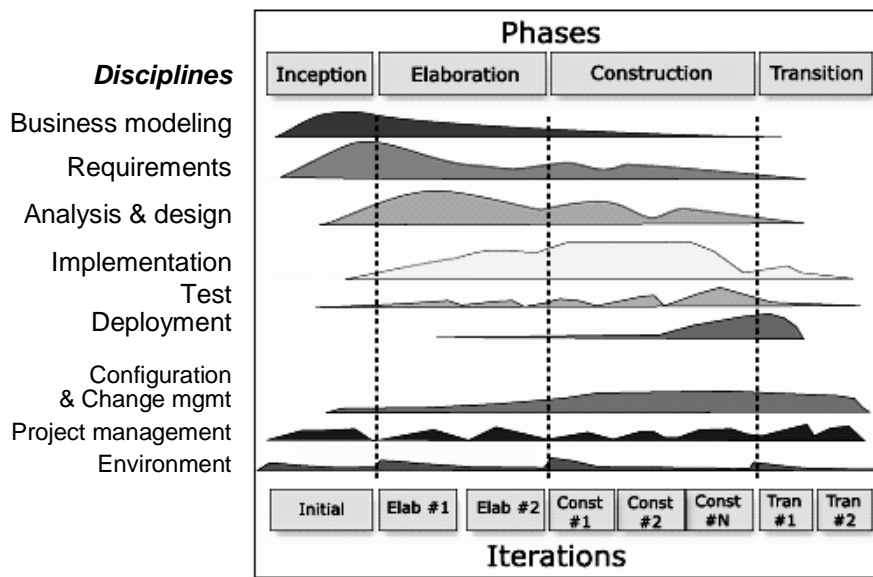 Phases
Disciplines
Inception
Elaboration
Construction
Transition
Business modeling
Requirements
Analysis & design
Implementation
Test
Deployment
Configuration
& Change mgmt
Project management
Environment
Initial
Elab #1
Elab #2
Const
#1
Const
#2
Const
#N
Tran
#1
Tran
#2
Iterations